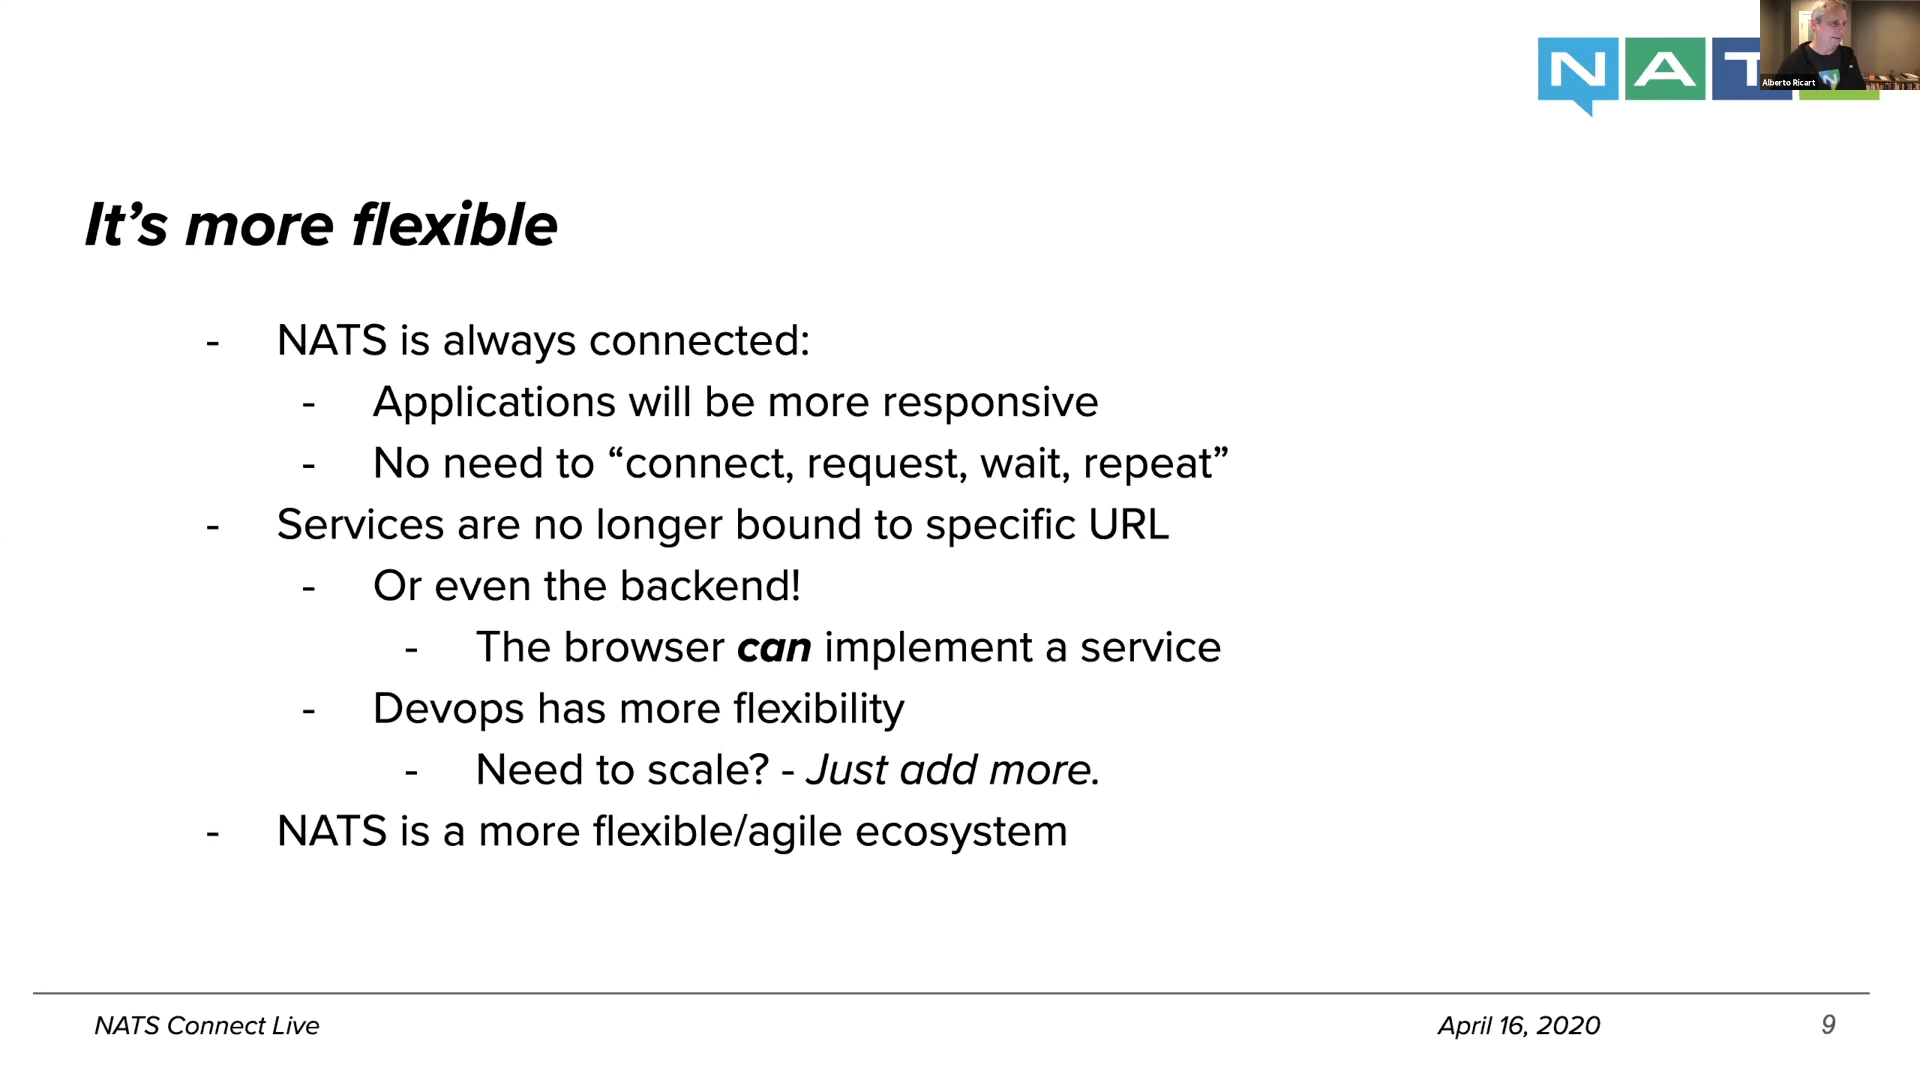 NAT
Alberto Ricart
It’s more flexible
- NATS is always connected:
- Applications will be more responsive
- No need to “connect, request, wait, repeat”
- Services are no longer bound to specific URL
- Or even the backend!
- The browser can implement a service
- Devops has more flexibility
- Need to scale? - Just add more.
- NATS is a more flexible/agile ecosystem
NATS Connect Live
April 16, 2020
9